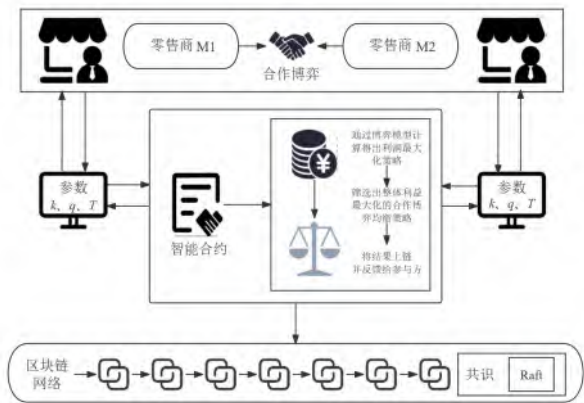 零售商 M1
零售商 M2
合作博弈
参数
k、q、T
智能合约
¥
通过博弈模型计
算得出利润最大
化策略
筛选出整体利益
最大化的合作博
弈均衡策略
将结果上链
并反馈给参与方
参数
k、q、T
区块链
网络
共识
Raft